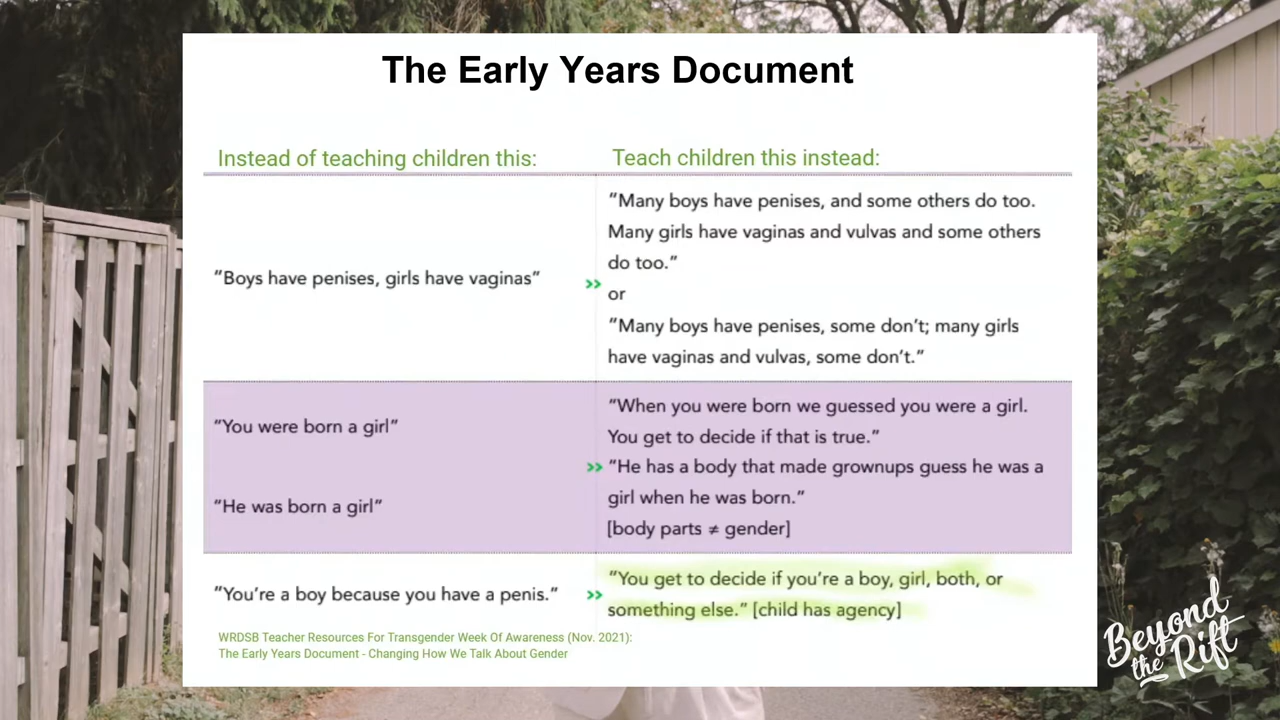 The Early Years Document
Instead of teaching children this:
Teach children this instead:
“Boys have penises, girls have vaginas”
>>
“Many boys have penises, and some others do too.
Many girls have vaginas and vulvas and some others
do too.”
or
“Many boys have penises, some don’t; many girls
have vaginas and vulvas, some don’t.”
“You were born a girl”
“He was born a girl”
>>
“When you were born we guessed you were a girl.
You get to decide if that is true.”
“He has a body that made grownups guess he was a
girl when he was born.”
[body parts ≠ gender]
“You’re a boy because you have a penis.”
>>
“You get to decide if you’re a boy, girl, both, or
something else.” [child has agency]
WRDSB Teacher Resources For Transgender Week Of Awareness (Nov. 2021):
The Early Years Document - Changing How We Talk About Gender
Beyond
the Rift